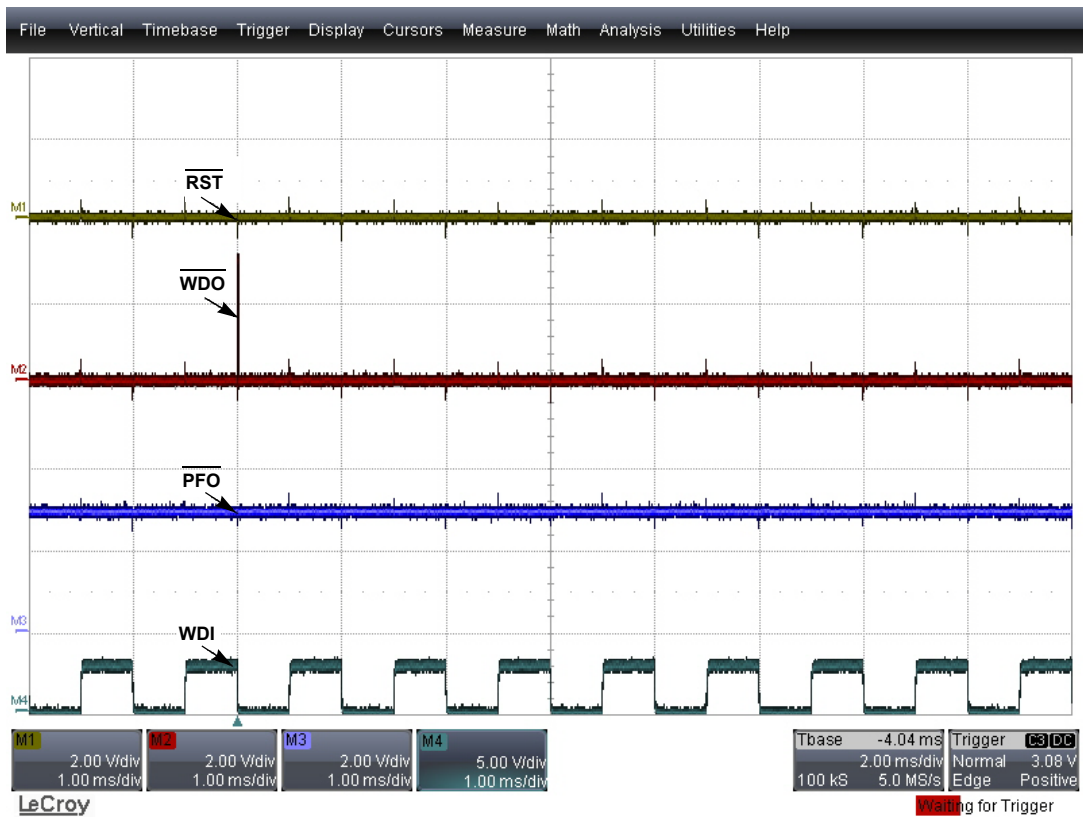 File Vertical Timebase Trigger Display Cursors Measure Math Analysis Utilities Help
RST
M1
WDO
M2
PFO
M3
WDI
M4
M1
2.00 V/div
1.00 ms/div
M2
2.00 V/div
1.00 ms/div
M3
2.00 V/div
1.00 ms/div
M4
5.00 V/div
1.00 ms/div
Tbase -4.04 ms
2.00 ms/div
100 kS 5.0 MS/s
Trigger C3 DC
Normal 3.08 V
Edge Positive
LeCroy
Waiting for Trigger